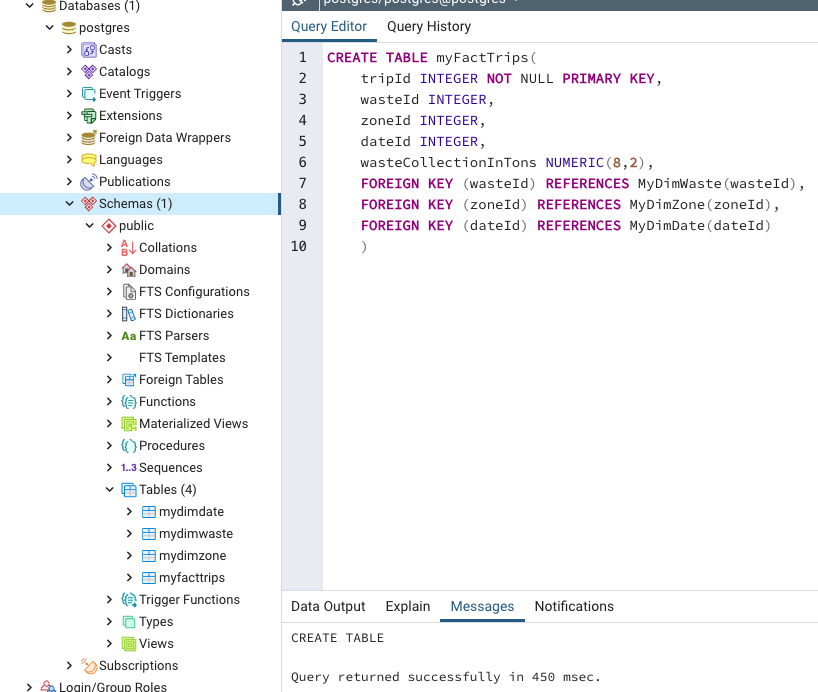 Databases (1)
postgres
Casts
Catalogs
Event Triggers
Extensions
Foreign Data Wrappers
Languages
Publications
Schemas (1)
public
Collations
Domains
FTS Configurations
FTS Dictionaries
Aa FTS Parsers
FTS Templates
Foreign Tables
Functions
Materialized Views
Procedures
1..3 Sequences
Tables (4)
mydimdate
mydimwaste
mydimzone
myfacttrips
Trigger Functions
Types
Views
Subscriptions
Login/Group Roles
postgres/postgres@postgres
Query Editor Query History
1 CREATE TABLE myFactTrips(
2 tripId INTEGER NOT NULL PRIMARY KEY,
3 wasteId INTEGER,
4 zoneId INTEGER,
5 dateId INTEGER,
6 wasteCollectionInTons NUMERIC(8,2),
7 FOREIGN KEY (wasteId) REFERENCES MyDimWaste(wasteId),
8 FOREIGN KEY (zoneId) REFERENCES MyDimZone(zoneId),
9 FOREIGN KEY (dateId) REFERENCES MyDimDate(dateId)
10 )
Data Output Explain Messages Notifications
CREATE TABLE
Query returned successfully in 450 msec.